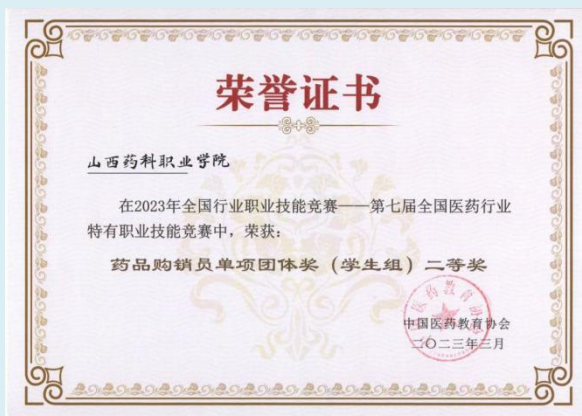 荣誉证书
山西药科职业学院
在2023年全国行业职业技能竞赛——第七届全国医药行业
特有职业技能竞赛中，荣获：
药品购销员单项团体奖（学生组）二等奖
中国医药教育协会
二〇二三年三月